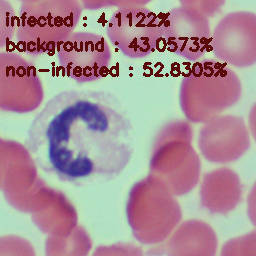 infected : 4.1122%
background : 43.0573%
non-infected : 52.8305%